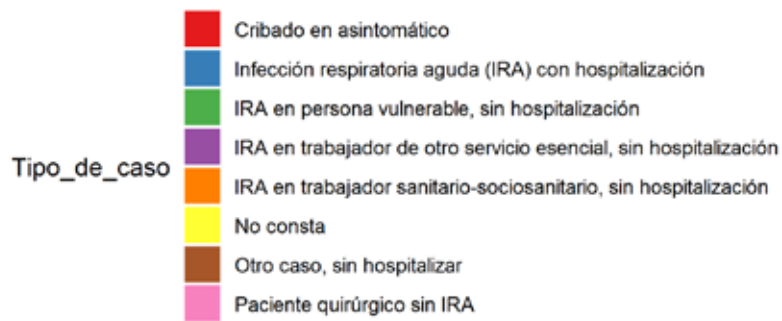 Tipo_de_caso
Cribado en asintomático
Infección respiratoria aguda (IRA) con hospitalización
IRA en persona vulnerable, sin hospitalización
IRA en trabajador de otro servicio esencial, sin hospitalización
IRA en trabajador sanitario-sociosanitario, sin hospitalización
No consta
Otro caso, sin hospitalizar
Paciente quirúrgico sin IRA